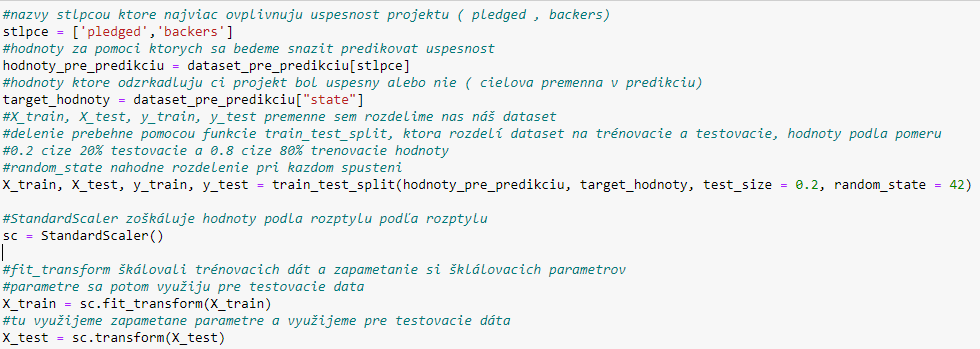 #nazvy stlpcou ktore najviac ovplivnuju uspesnost projektu ( pledged , backers)
stlpce = ['pledged','backers']
#hodnoty za pomoci ktorych sa bedeme snazit predikovat uspesnost
hodnoty_pre_predikciu = dataset_pre_predikciu[stlpce]
#hodnoty ktore odzrkadluju ci projekt bol uspesny alebo nie ( cielova premenna v predikciu)
target_hodnoty = dataset_pre_predikciu["state"]
#X_train, X_test, y_train, y_test premenne sem rozdelime nas náš dataset
#delenie prebehne pomocou funkcie train_test_split, ktora rozdelí dataset na trénovacie a testovacie, hodnoty podla pomeru
#0.2 cize 20% testovacie a 0.8 cize 80% trenovacie hodnoty
#random_state nahodne rozdelenie pri kazdom spusteni
X_train, X_test, y_train, y_test = train_test_split(hodnoty_pre_predikciu, target_hodnoty, test_size = 0.2, random_state = 42)
#StandardScaler zoškáluje hodnoty podla rozptylu podľa rozptylu
sc = StandardScaler()
#fit_transform škálovali trénovacich dát a zapametanie si šklálovacich parametrov
#parametre sa potom využiju pre testovacie data
X_train = sc.fit_transform(X_train)
#tu využijeme zapametane parametre a využijeme pre testovacie dáta
X_test = sc.transform(X_test)